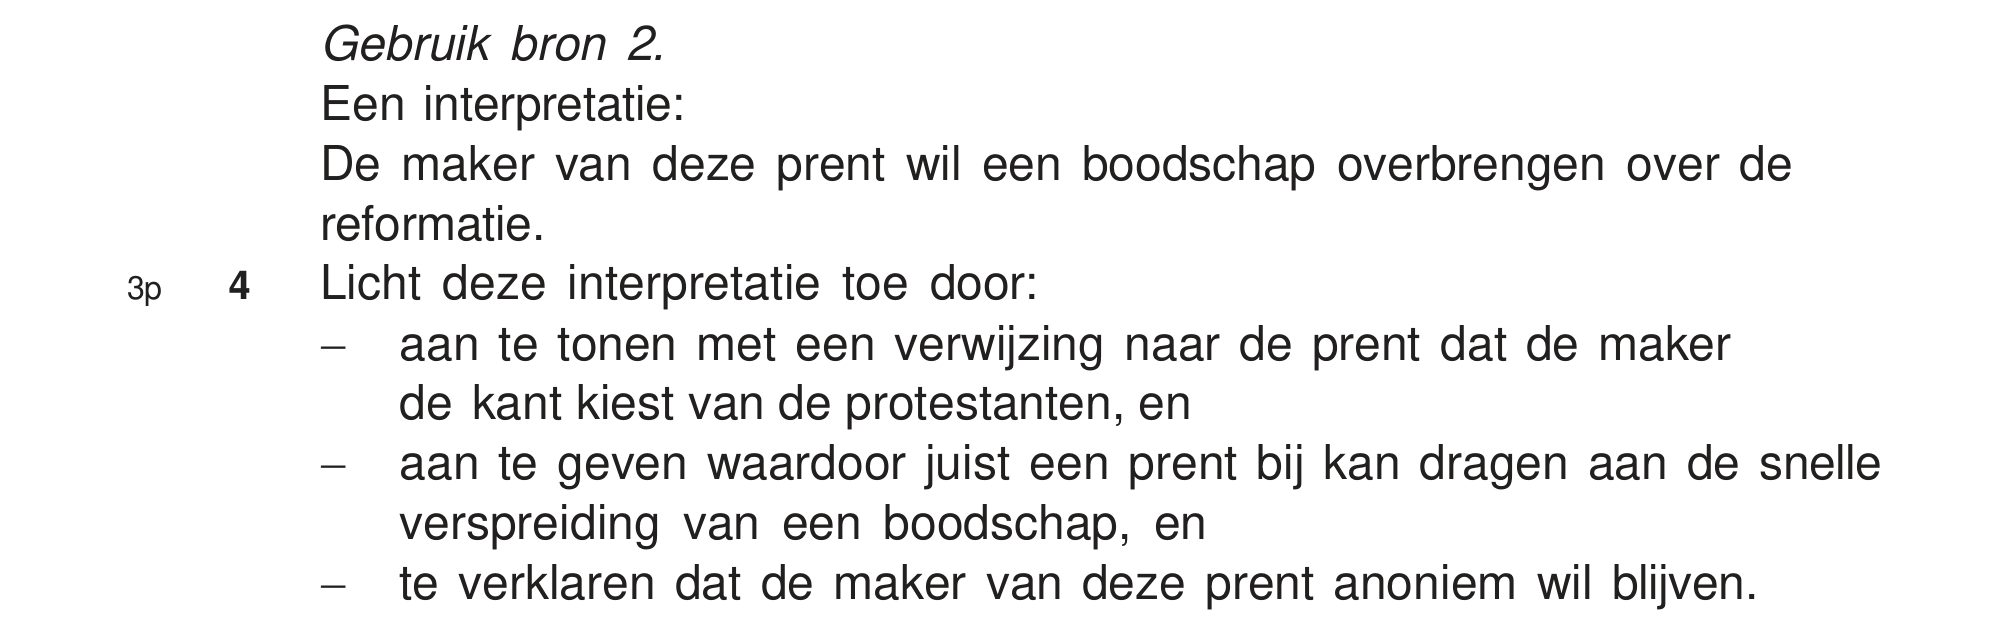 Gebruik bron 2.
Een interpretatie:
De maker van deze prent wil een boodschap overbrengen over de
reformatie.
3p 4 Licht deze interpretatie toe door:
– aan te tonen met een verwijzing naar de prent dat de maker
de kant kiest van de protestanten, en
– aan te geven waardoor juist een prent bij kan dragen aan de snelle
verspreiding van een boodschap, en
– te verklaren dat de maker van deze prent anoniem wil blijven.